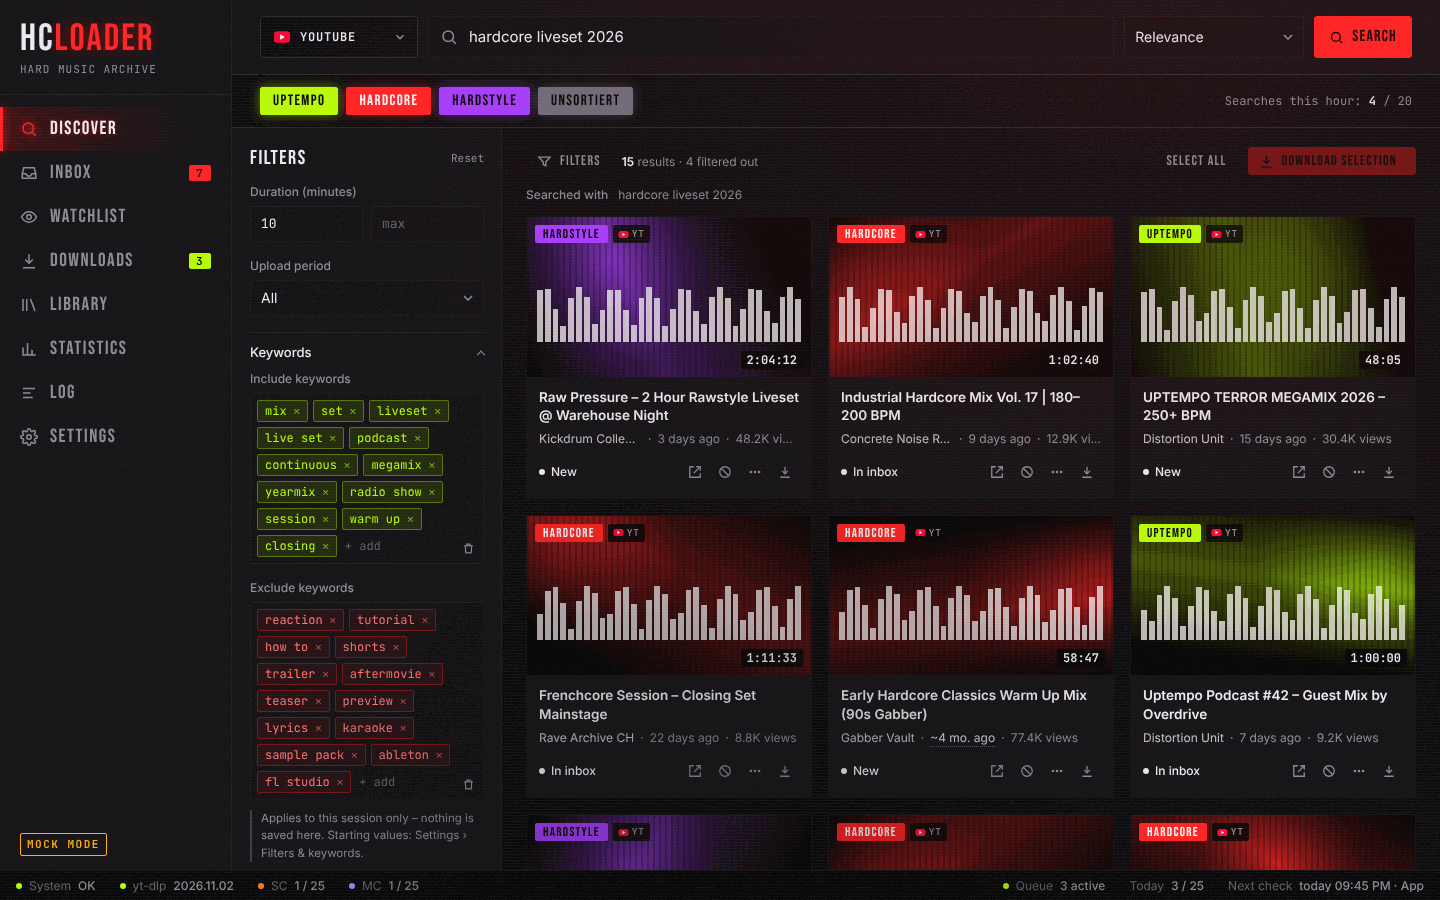 HCLOADER
HARD MUSIC ARCHIVE
DISCOVER
INBOX 7
WATCHLIST
DOWNLOADS 3
LIBRARY
STATISTICS
LOG
SETTINGS
MOCK MODE
YOUTUBE
hardcore liveset 2026
Relevance
SEARCH
UPTEMPO
HARDCORE
HARDSTYLE
UNSORTIERT
Searches this hour: 4 / 20
FILTERS
Reset
Duration (minutes)
10
max
Upload period
All
Keywords
Include keywords
mix × set × liveset ×
live set × podcast ×
continuous × megamix ×
yearmix × radio show ×
session × warm up ×
closing × + add
Exclude keywords
reaction × tutorial ×
how to × shorts ×
trailer × aftermovie ×
teaser × preview ×
lyrics × karaoke ×
sample pack × ableton ×
fl studio × + add
Applies to this session only – nothing is
saved here. Starting values: Settings ›
Filters & keywords.
FILTERS
15 results · 4 filtered out
SELECT ALL
DOWNLOAD SELECTION
Searched with hardcore liveset 2026
HARDSTYLE YT
2:04:12
Raw Pressure – 2 Hour Rawstyle Liveset
@ Warehouse Night
Kickdrum Colle... · 3 days ago · 48.2K vi...
New
HARDCORE YT
1:02:40
Industrial Hardcore Mix Vol. 17 | 180–
200 BPM
Concrete Noise R... · 9 days ago · 12.9K vi...
In inbox
UPTEMPO YT
48:05
UPTEMPO TERROR MEGAMIX 2026 –
250+ BPM
Distortion Unit · 15 days ago · 30.4K views
New
HARDCORE YT
1:11:33
Frenchcore Session – Closing Set
Mainstage
Rave Archive CH · 22 days ago · 8.8K views
In inbox
HARDCORE YT
58:47
Early Hardcore Classics Warm Up Mix
(90s Gabber)
Gabber Vault · ~4 mo. ago · 77.4K views
New
UPTEMPO YT
1:00:00
Uptempo Podcast #42 – Guest Mix by
Overdrive
Distortion Unit · 7 days ago · 9.2K views
In inbox
HARDSTYLE YT
HARDCORE YT
HARDCORE YT
System OK
yt-dlp 2026.11.02
SC 1 / 25
MC 1 / 25
Queue 3 active
Today 3 / 25
Next check today 09:45 PM · App